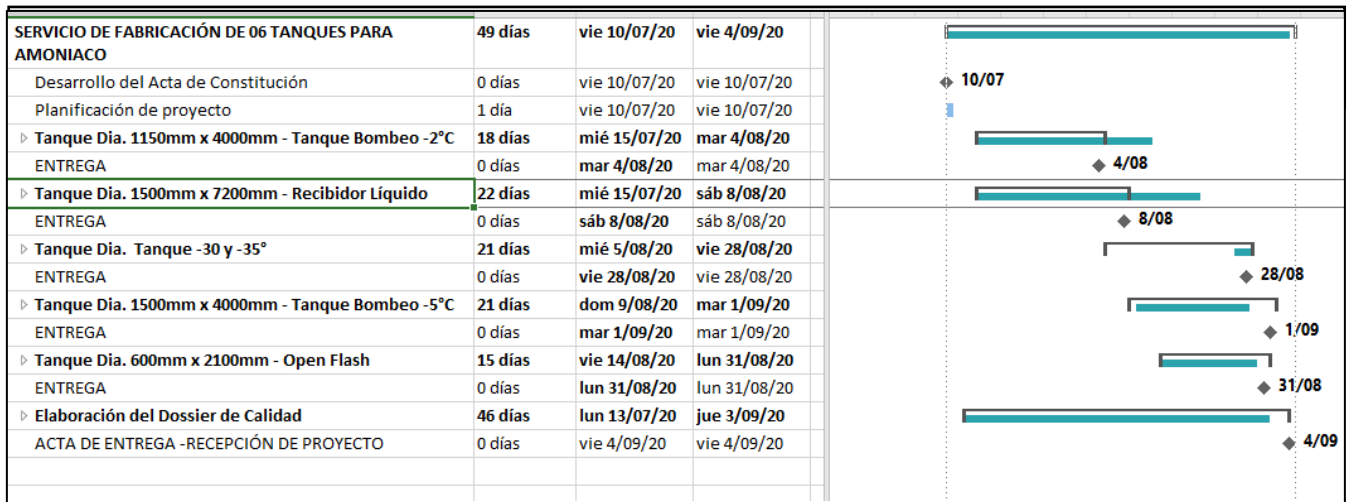 SERVICIO DE FABRICACIÓN DE 06 TANQUES PARA 49 días vie 10/07/20 vie 4/09/20
AMONIACO
Desarrollo del Acta de Constitución 0 días vie 10/07/20 vie 10/07/20 10/07
Planificación de proyecto 1 día vie 10/07/20 vie 10/07/20
Tanque Dia. 1150mm x 4000mm - Tanque Bombeo -2°C 18 días mié 15/07/20 mar 4/08/20
ENTREGA 0 días mar 4/08/20 mar 4/08/20 4/08
Tanque Dia. 1500mm x 7200mm - Recibidor Líquido 22 días mié 15/07/20 sáb 8/08/20
ENTREGA 0 días sáb 8/08/20 sáb 8/08/20 8/08
Tanque Dia. Tanque -30 y -35° 21 días mié 5/08/20 vie 28/08/20
ENTREGA 0 días vie 28/08/20 vie 28/08/20 28/08
Tanque Dia. 1500mm x 4000mm - Tanque Bombeo -5°C 21 días dom 9/08/20 mar 1/09/20
ENTREGA 0 días mar 1/09/20 mar 1/09/20 1/09
Tanque Dia. 600mm x 2100mm - Open Flash 15 días vie 14/08/20 lun 31/08/20
ENTREGA 0 días lun 31/08/20 lun 31/08/20 31/08
Elaboración del Dossier de Calidad 46 días lun 13/07/20 jue 3/09/20
ACTA DE ENTREGA -RECEPCIÓN DE PROYECTO 0 días vie 4/09/20 vie 4/09/20 4/09